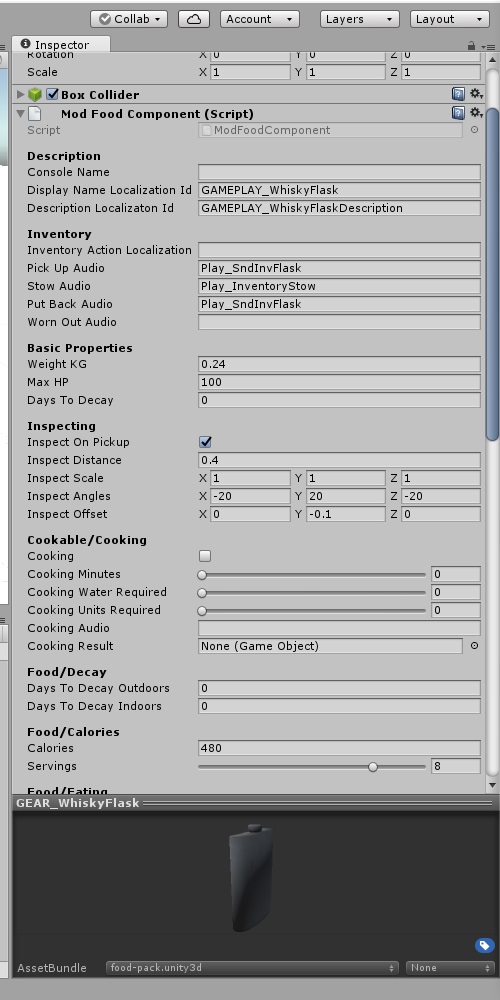 Collab
Account
Layers
Layout
Inspector
Rotation X 0 Y 0 Z 0
Scale X 1 Y 1 Z 1
Box Collider
Mod Food Component (Script)
Script ModFoodComponent
Description
Console Name
Display Name Localization Id GAMEPLAY_WhiskyFlask
Description Localizaton Id GAMEPLAY_WhiskyFlaskDescription
Inventory
Inventory Action Localization
Pick Up Audio Play_SndInvFlask
Stow Audio Play_InventoryStow
Put Back Audio Play_SndInvFlask
Worn Out Audio
Basic Properties
Weight KG 0.24
Max HP 100
Days To Decay 0
Inspecting
Inspect On Pickup
Inspect Distance 0.4
Inspect Scale X 1 Y 1 Z 1
Inspect Angles X -20 Y 20 Z -20
Inspect Offset X 0 Y -0.1 Z 0
Cookable/Cooking
Cooking
Cooking Minutes 0
Cooking Water Required 0
Cooking Units Required 0
Cooking Audio
Cooking Result None (Game Object)
Food/Decay
Days To Decay Outdoors 0
Days To Decay Indoors 0
Food/Calories
Calories 480
Servings 8
Food/Eating
GEAR_WhiskyFlask
AssetBundle food-pack.unity3d None